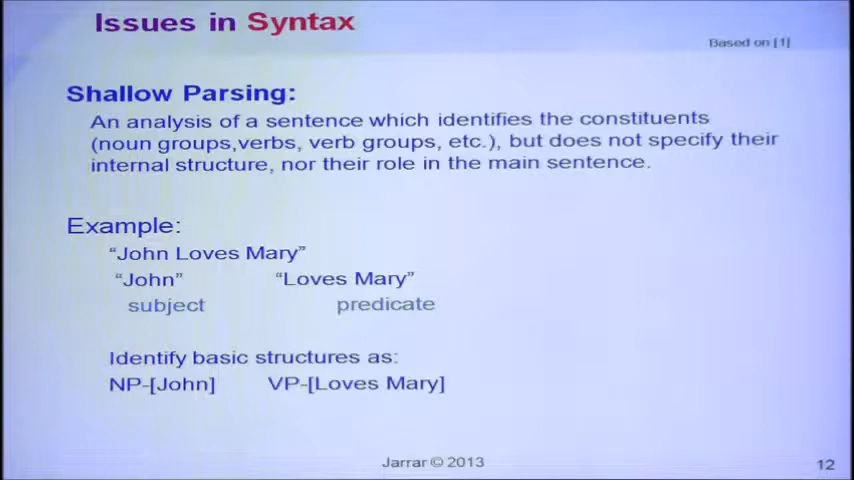 Issues in Syntax
Based on [1]
Shallow Parsing:
An analysis of a sentence which identifies the constituents
(noun groups,verbs, verb groups, etc.), but does not specify their
internal structure, nor their role in the main sentence.
Example:
“John Loves Mary”
“John” “Loves Mary”
subject predicate
Identify basic structures as:
NP-[John] VP-[Loves Mary]
Jarrar © 2013
12